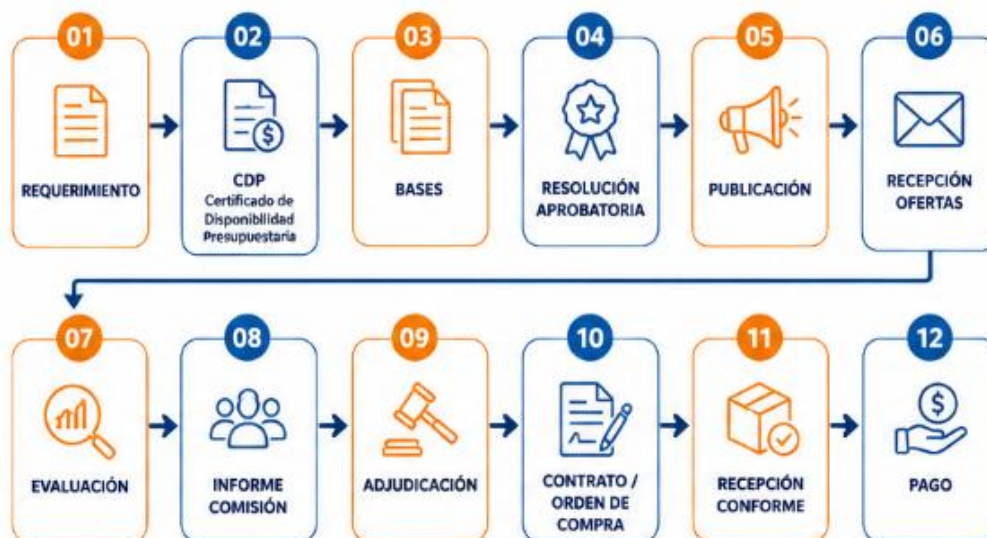 01
REQUERIMIENTO
02
$
CDP
Certificado de
Disponibilidad
Presupuestaria
03
BASES
04
RESOLUCIÓN
APROBATORIA
05
PUBLICACIÓN
06
RECEPCIÓN
OFERTAS
07
EVALUACIÓN
08
INFORME
COMISIÓN
09
ADJUDICACIÓN
10
CONTRATO /
ORDEN DE
COMPRA
11
RECEPCIÓN
CONFORME
12
$
PAGO